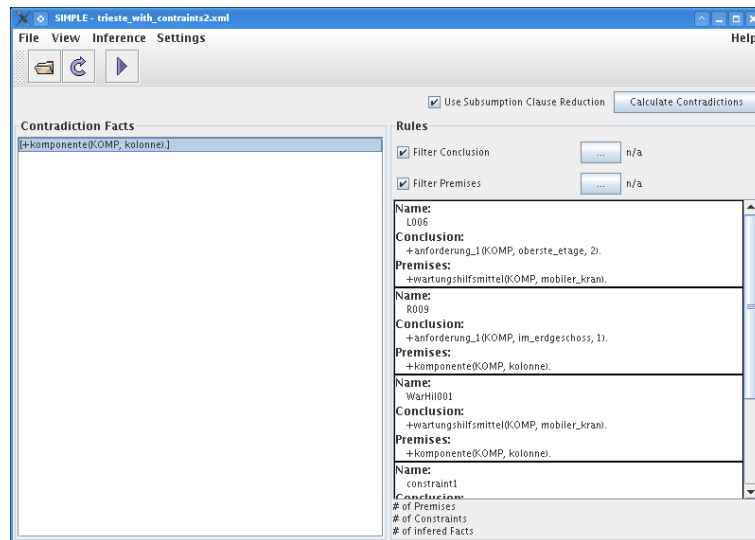 SIMPLE - trieste_with_contraints2.xml
File View Inference Settings Help
Use Subsumption Clause Reduction Calculate Contradictions
Contradiction Facts
[+komponente(KOMP, kolonne).]
Rules
Filter Conclusion ... n/a
Filter Premises ... n/a
Name:
L006
Conclusion:
+anforderung_1(KOMP, oberste_etage, 2).
Premises:
+wartungshilfsmittel(KOMP, mobiler_kran).
Name:
R009
Conclusion:
+anforderung_1(KOMP, im_erdgeschoss, 1).
Premises:
+komponente(KOMP, kolonne).
Name:
WarHil001
Conclusion:
+wartungshilfsmittel(KOMP, mobiler_kran).
Premises:
+komponente(KOMP, kolonne).
Name:
constraint1
Conclusion:
# of Premises
# of Constraints
# of infered Facts